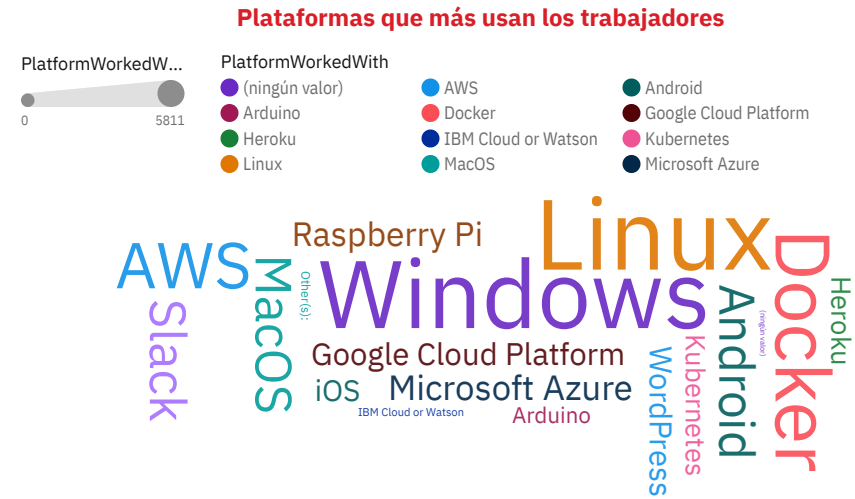 Plataformas que más usan los trabajadores
PlatformWorkedW...
0 5811
PlatformWorkedWith
(ningún valor) AWS Android
Arduino Docker Google Cloud Platform
Heroku IBM Cloud or Watson Kubernetes
Linux MacOS Microsoft Azure
Linux
Raspberry Pi
AWS
Windows
MacOS
Other(s):
Docker
Heroku
Slack
Android
(ningún valor)
Google Cloud Platform
Kubernetes
WordPress
iOS
Microsoft Azure
IBM Cloud or Watson
Arduino